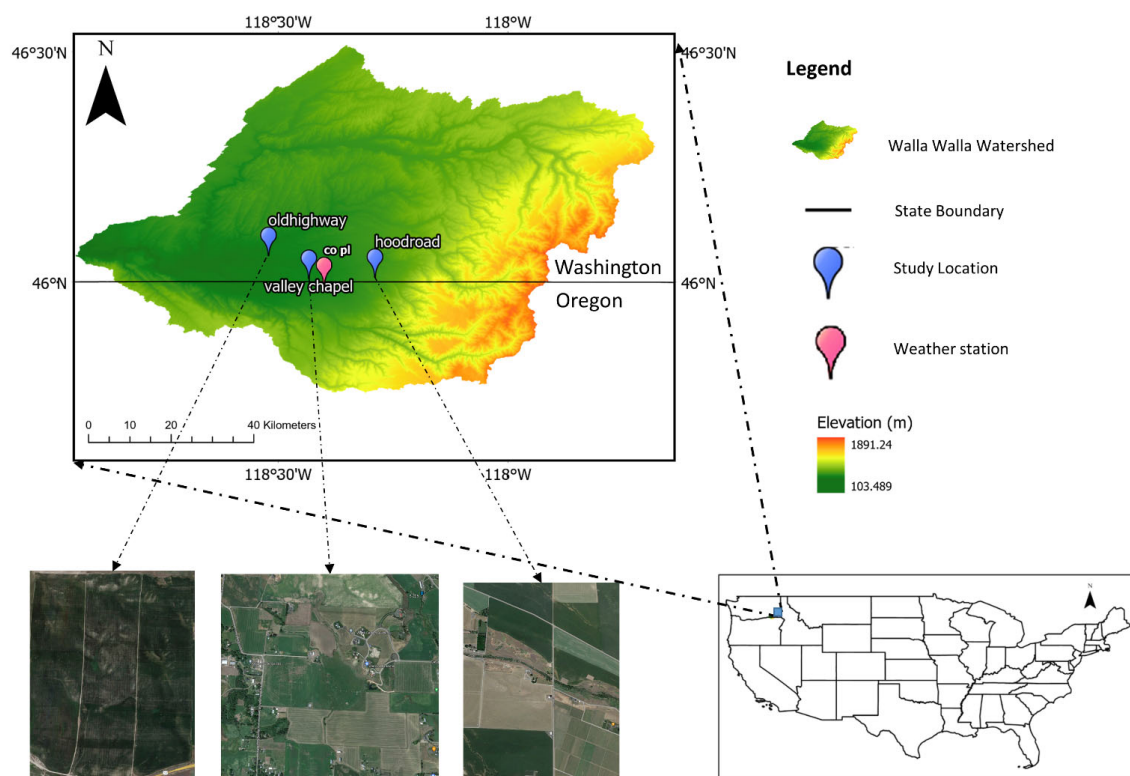 118°30'W
118°W
46°30'N
46°30'N
N
Legend
Walla Walla Watershed
State Boundary
oldhighway
co pl
hoodroad
Washington
Study Location
valley chapel
46°N
46°N
Oregon
Weather station
0
10
20
40 Kilometers
Elevation (m)
1891.24
103.489
118°30'W
118°W
N